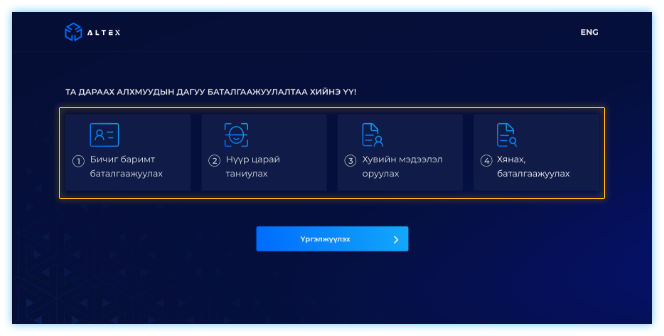 ALTEX
ENG
ТА ДАРААХ АЛХМУУДЫН ДАГУУ БАТАЛГААЖУУЛАЛТАА ХИЙНЭ ҮҮ!
1 Бичиг баримт
баталгаажуулах
2 Нүүр царай
таниулах
3 Хувийн мэдээлэл
оруулах
4 Хянах,
баталгаажуулах
Үргэлжүүлэх